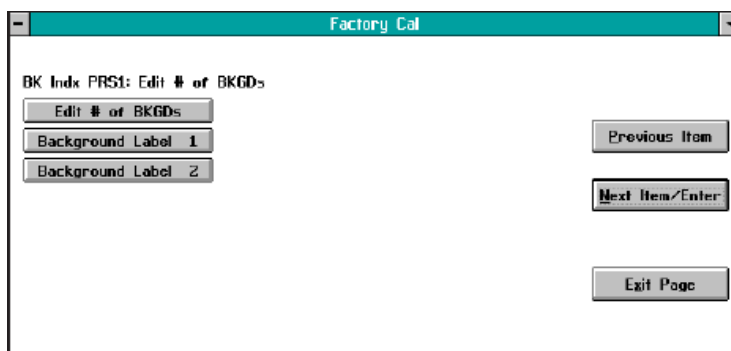 Factory Cal
BK Indx PRS1: Edit # of BKGDs
Edit # of BKGDs
Background Label 1
Background Label 2
Previous Item
Next Item/Enter
Exit Page